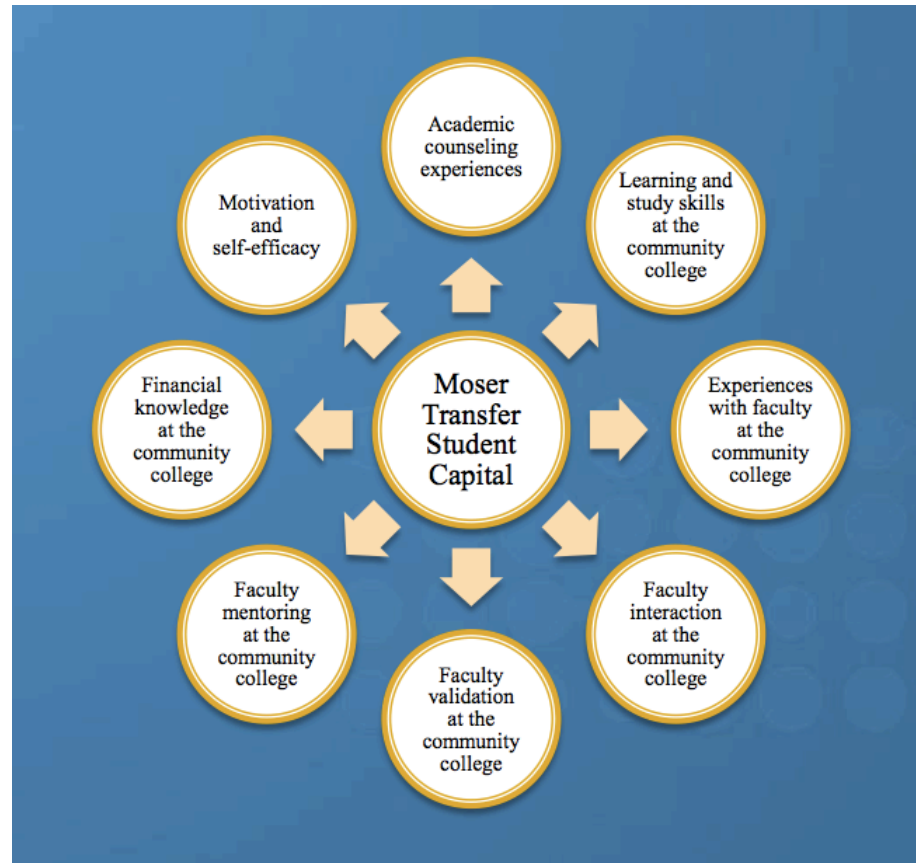 Academic
counseling
experiences
Learning and
study skills
at the
community
college
Experiences
with faculty
at the
community
college
Faculty
interaction
at the
community
college
Faculty
validation
at the
community
college
Faculty
mentoring
at the
community
college
Financial
knowledge
at the
community
college
Motivation
and
self-efficacy
Moser
Transfer
Student
Capital